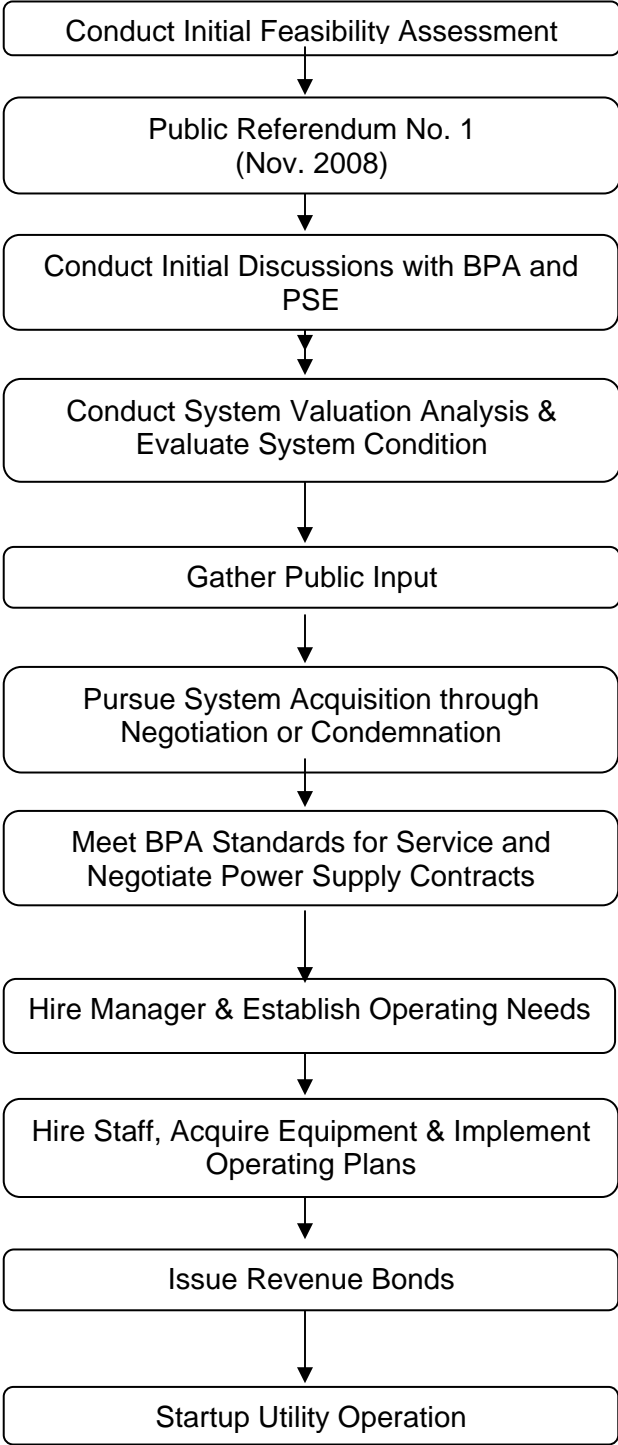 Conduct Initial Feasibility Assessment
Public Referendum No. 1
(Nov. 2008)
Conduct Initial Discussions with BPA and
PSE
Conduct System Valuation Analysis &
Evaluate System Condition
Gather Public Input
Pursue System Acquisition through
Negotiation or Condemnation
Meet BPA Standards for Service and
Negotiate Power Supply Contracts
Hire Manager & Establish Operating Needs
Hire Staff, Acquire Equipment & Implement
Operating Plans
Issue Revenue Bonds
Startup Utility Operation